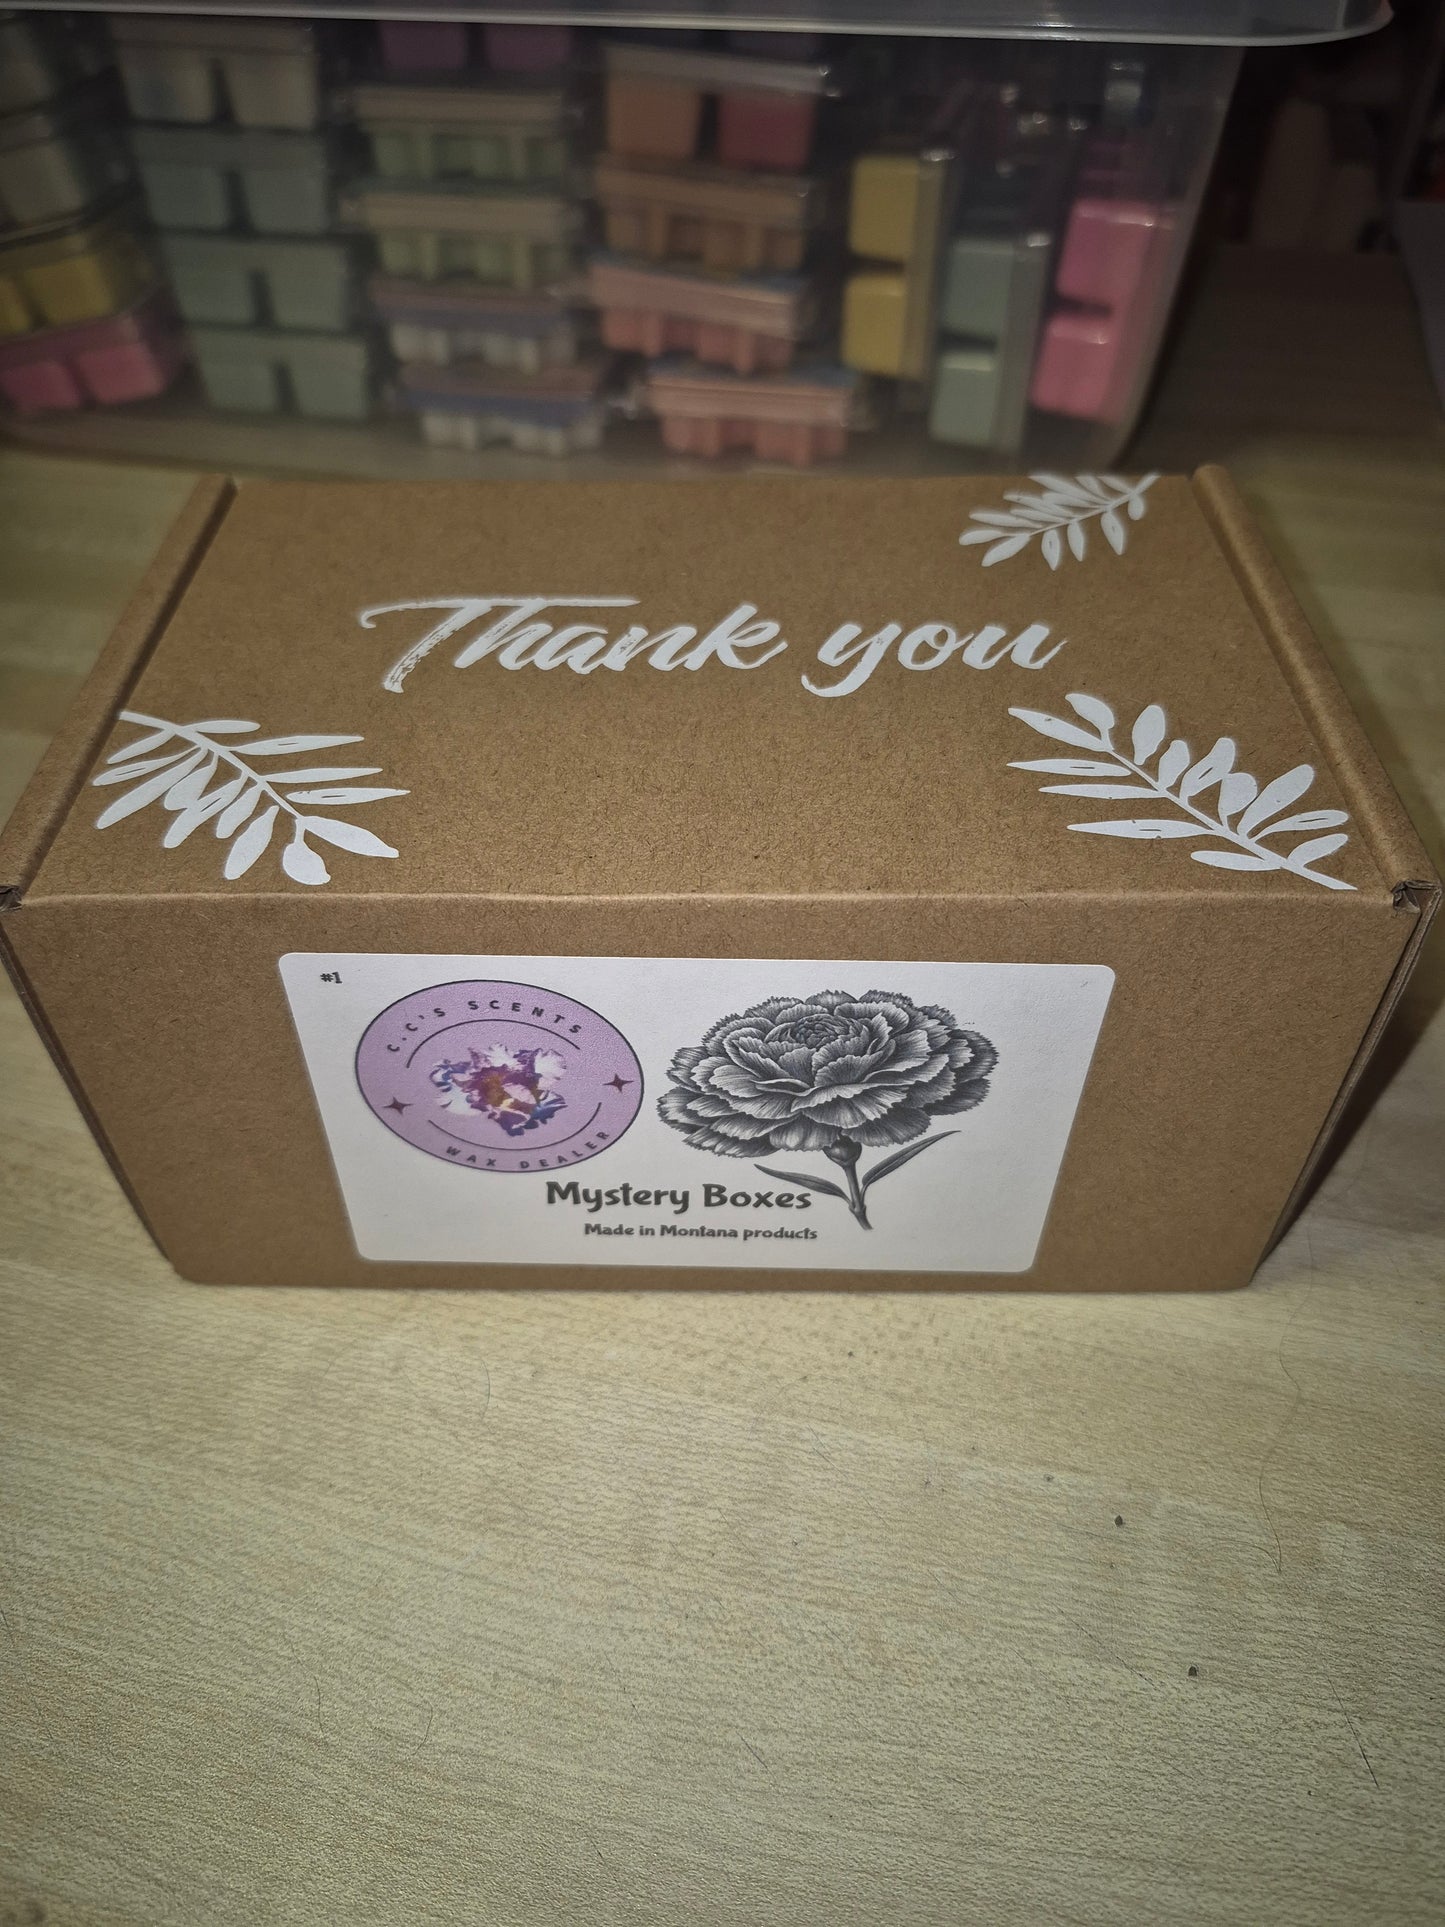 Thank you
#1
C.C'S SCENTS
WAX DEALER
Mystery Boxes
Made in Montana products